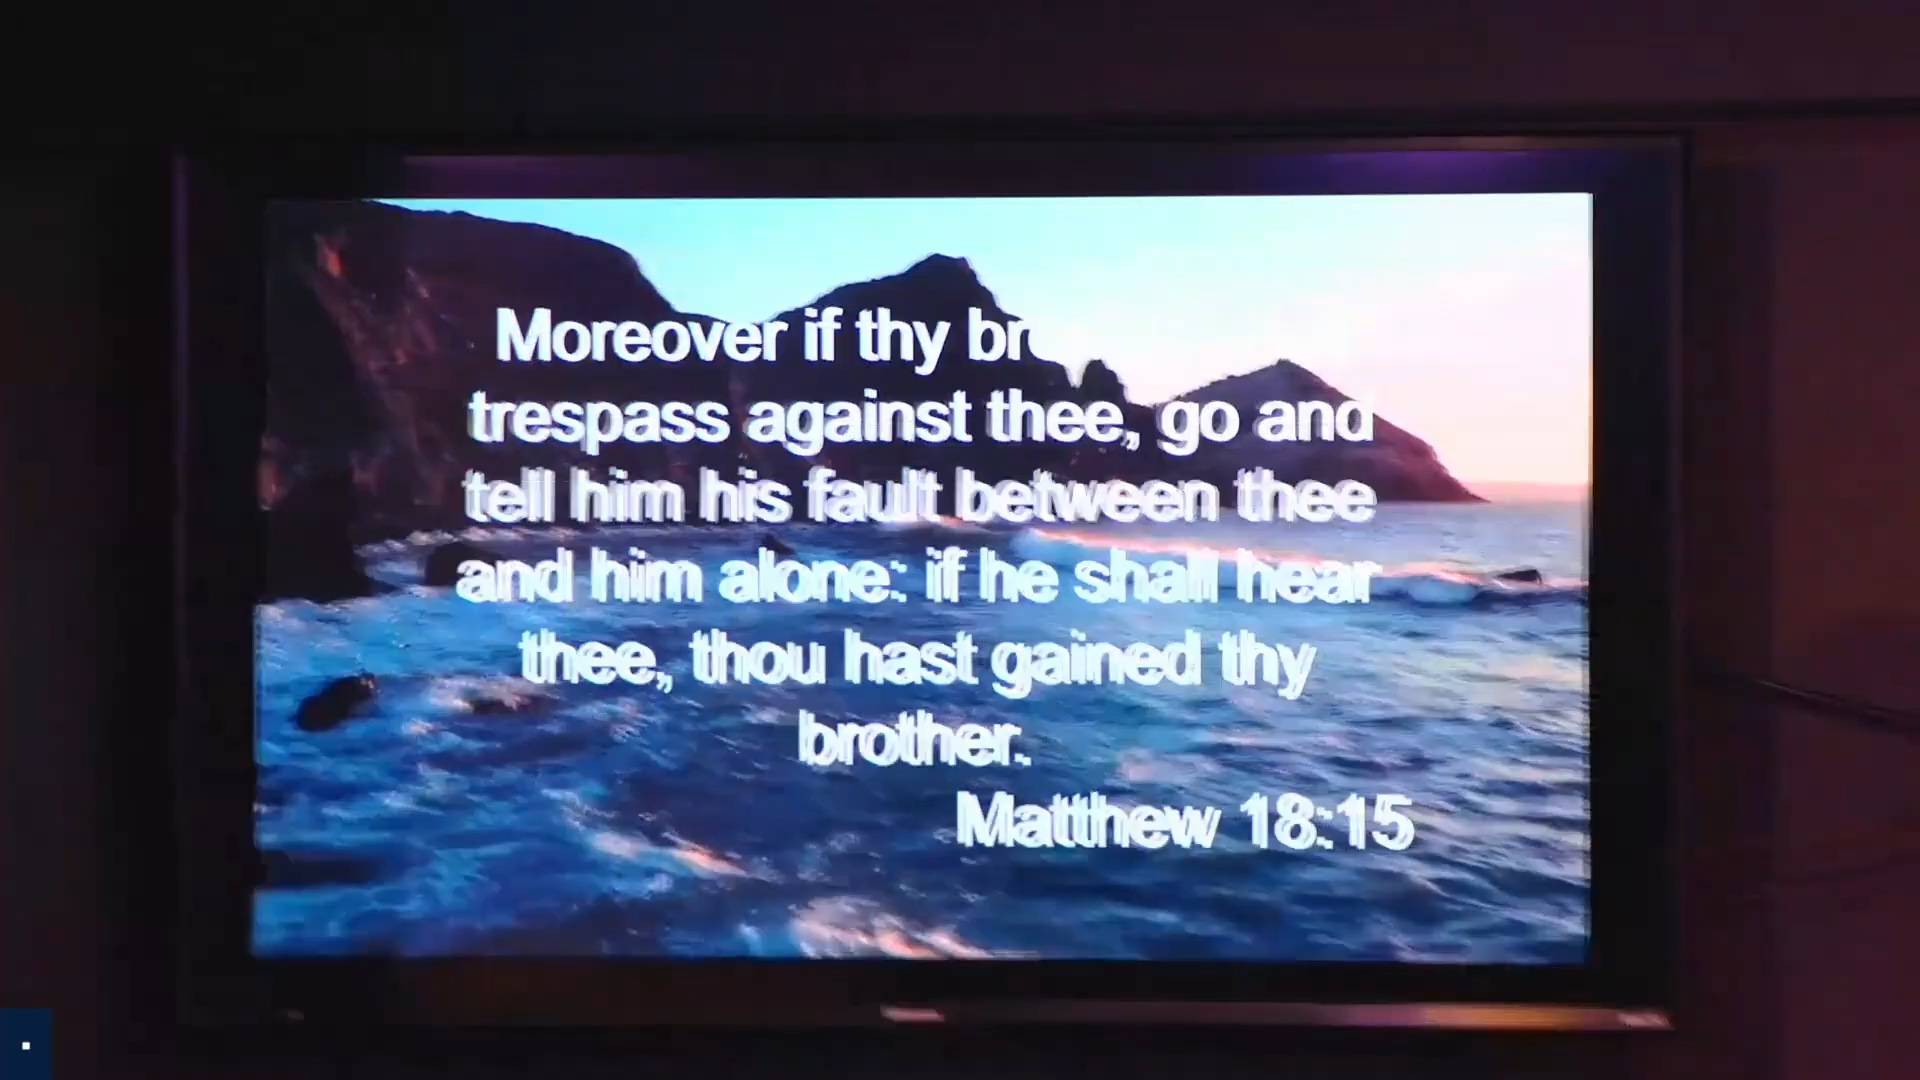 Moreover if thy br
trespass against thee, go and
tell him his fault between thee
and him alone: if he shall hear
thee, thou hast gained thy
brother.
Matthew 18:15